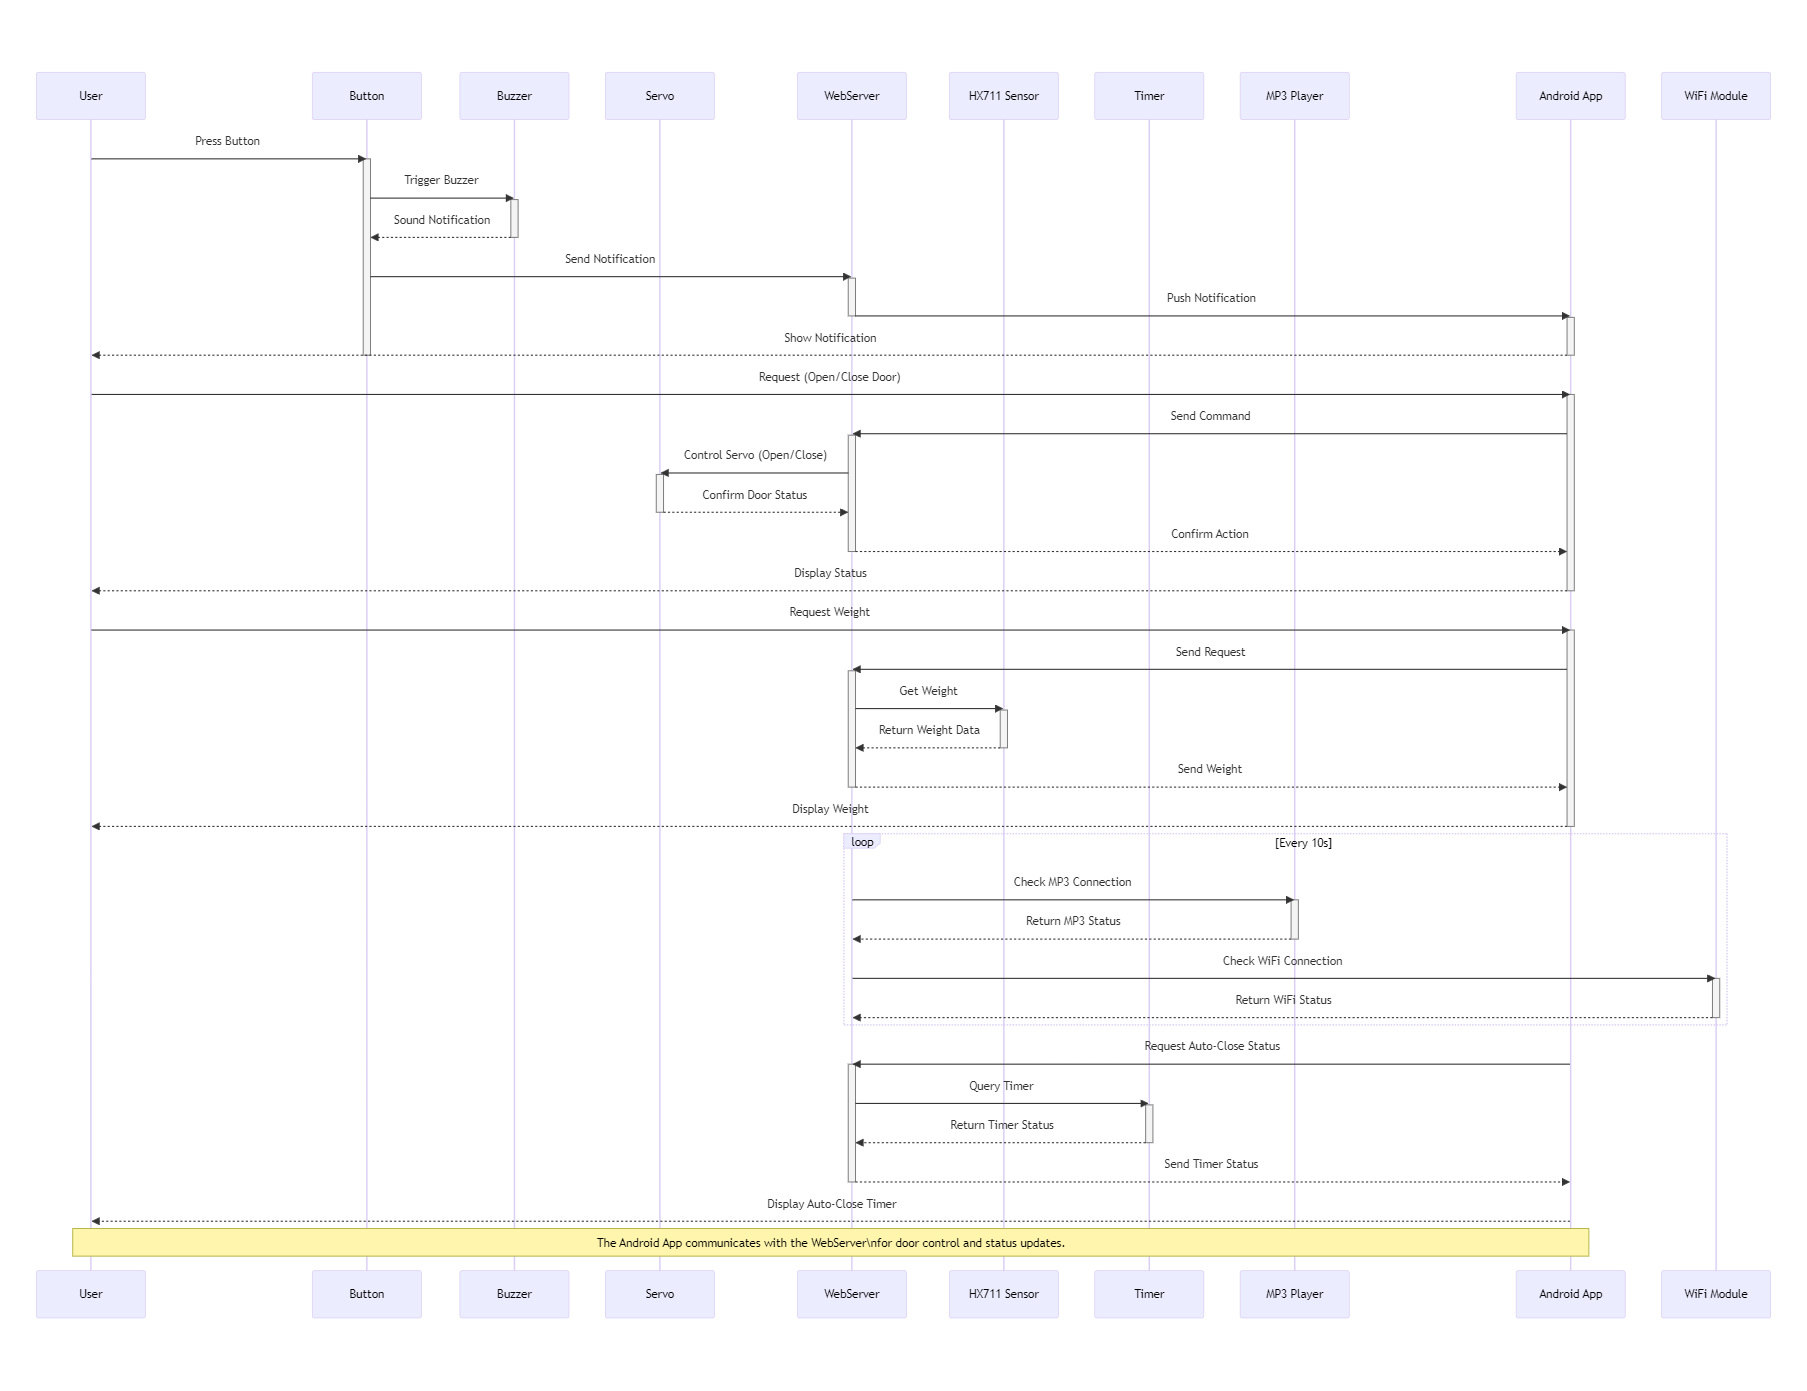 User
Button
Buzzer
Servo
WebServer
HX711 Sensor
Timer
MP3 Player
Android App
WiFi Module
Press Button
Trigger Buzzer
Sound Notification
Send Notification
Push Notification
Show Notification
Request (Open/Close Door)
Send Command
Control Servo (Open/Close)
Confirm Door Status
Confirm Action
Display Status
Request Weight
Send Request
Get Weight
Return Weight Data
Send Weight
Display Weight
loop
[Every 10s]
Check MP3 Connection
Return MP3 Status
Check WiFi Connection
Return WiFi Status
Request Auto-Close Status
Query Timer
Return Timer Status
Send Timer Status
Display Auto-Close Timer
The Android App communicates with the WebServer\nfor door control and status updates.
User
Button
Buzzer
Servo
WebServer
HX711 Sensor
Timer
MP3 Player
Android App
WiFi Module